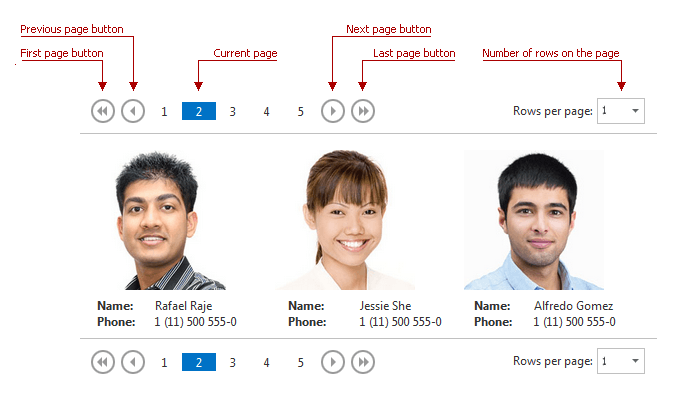 Previous page button Next page button
First page button Current page Last page button Number of rows on the page
1 2 3 4 5 Rows per page: 1
Name: Rafael Raje Name: Jessie She Name: Alfredo Gomez
Phone: 1 (11) 500 555-0 Phone: 1 (11) 500 555-0 Phone: 1 (11) 500 555-0
1 2 3 4 5 Rows per page: 1